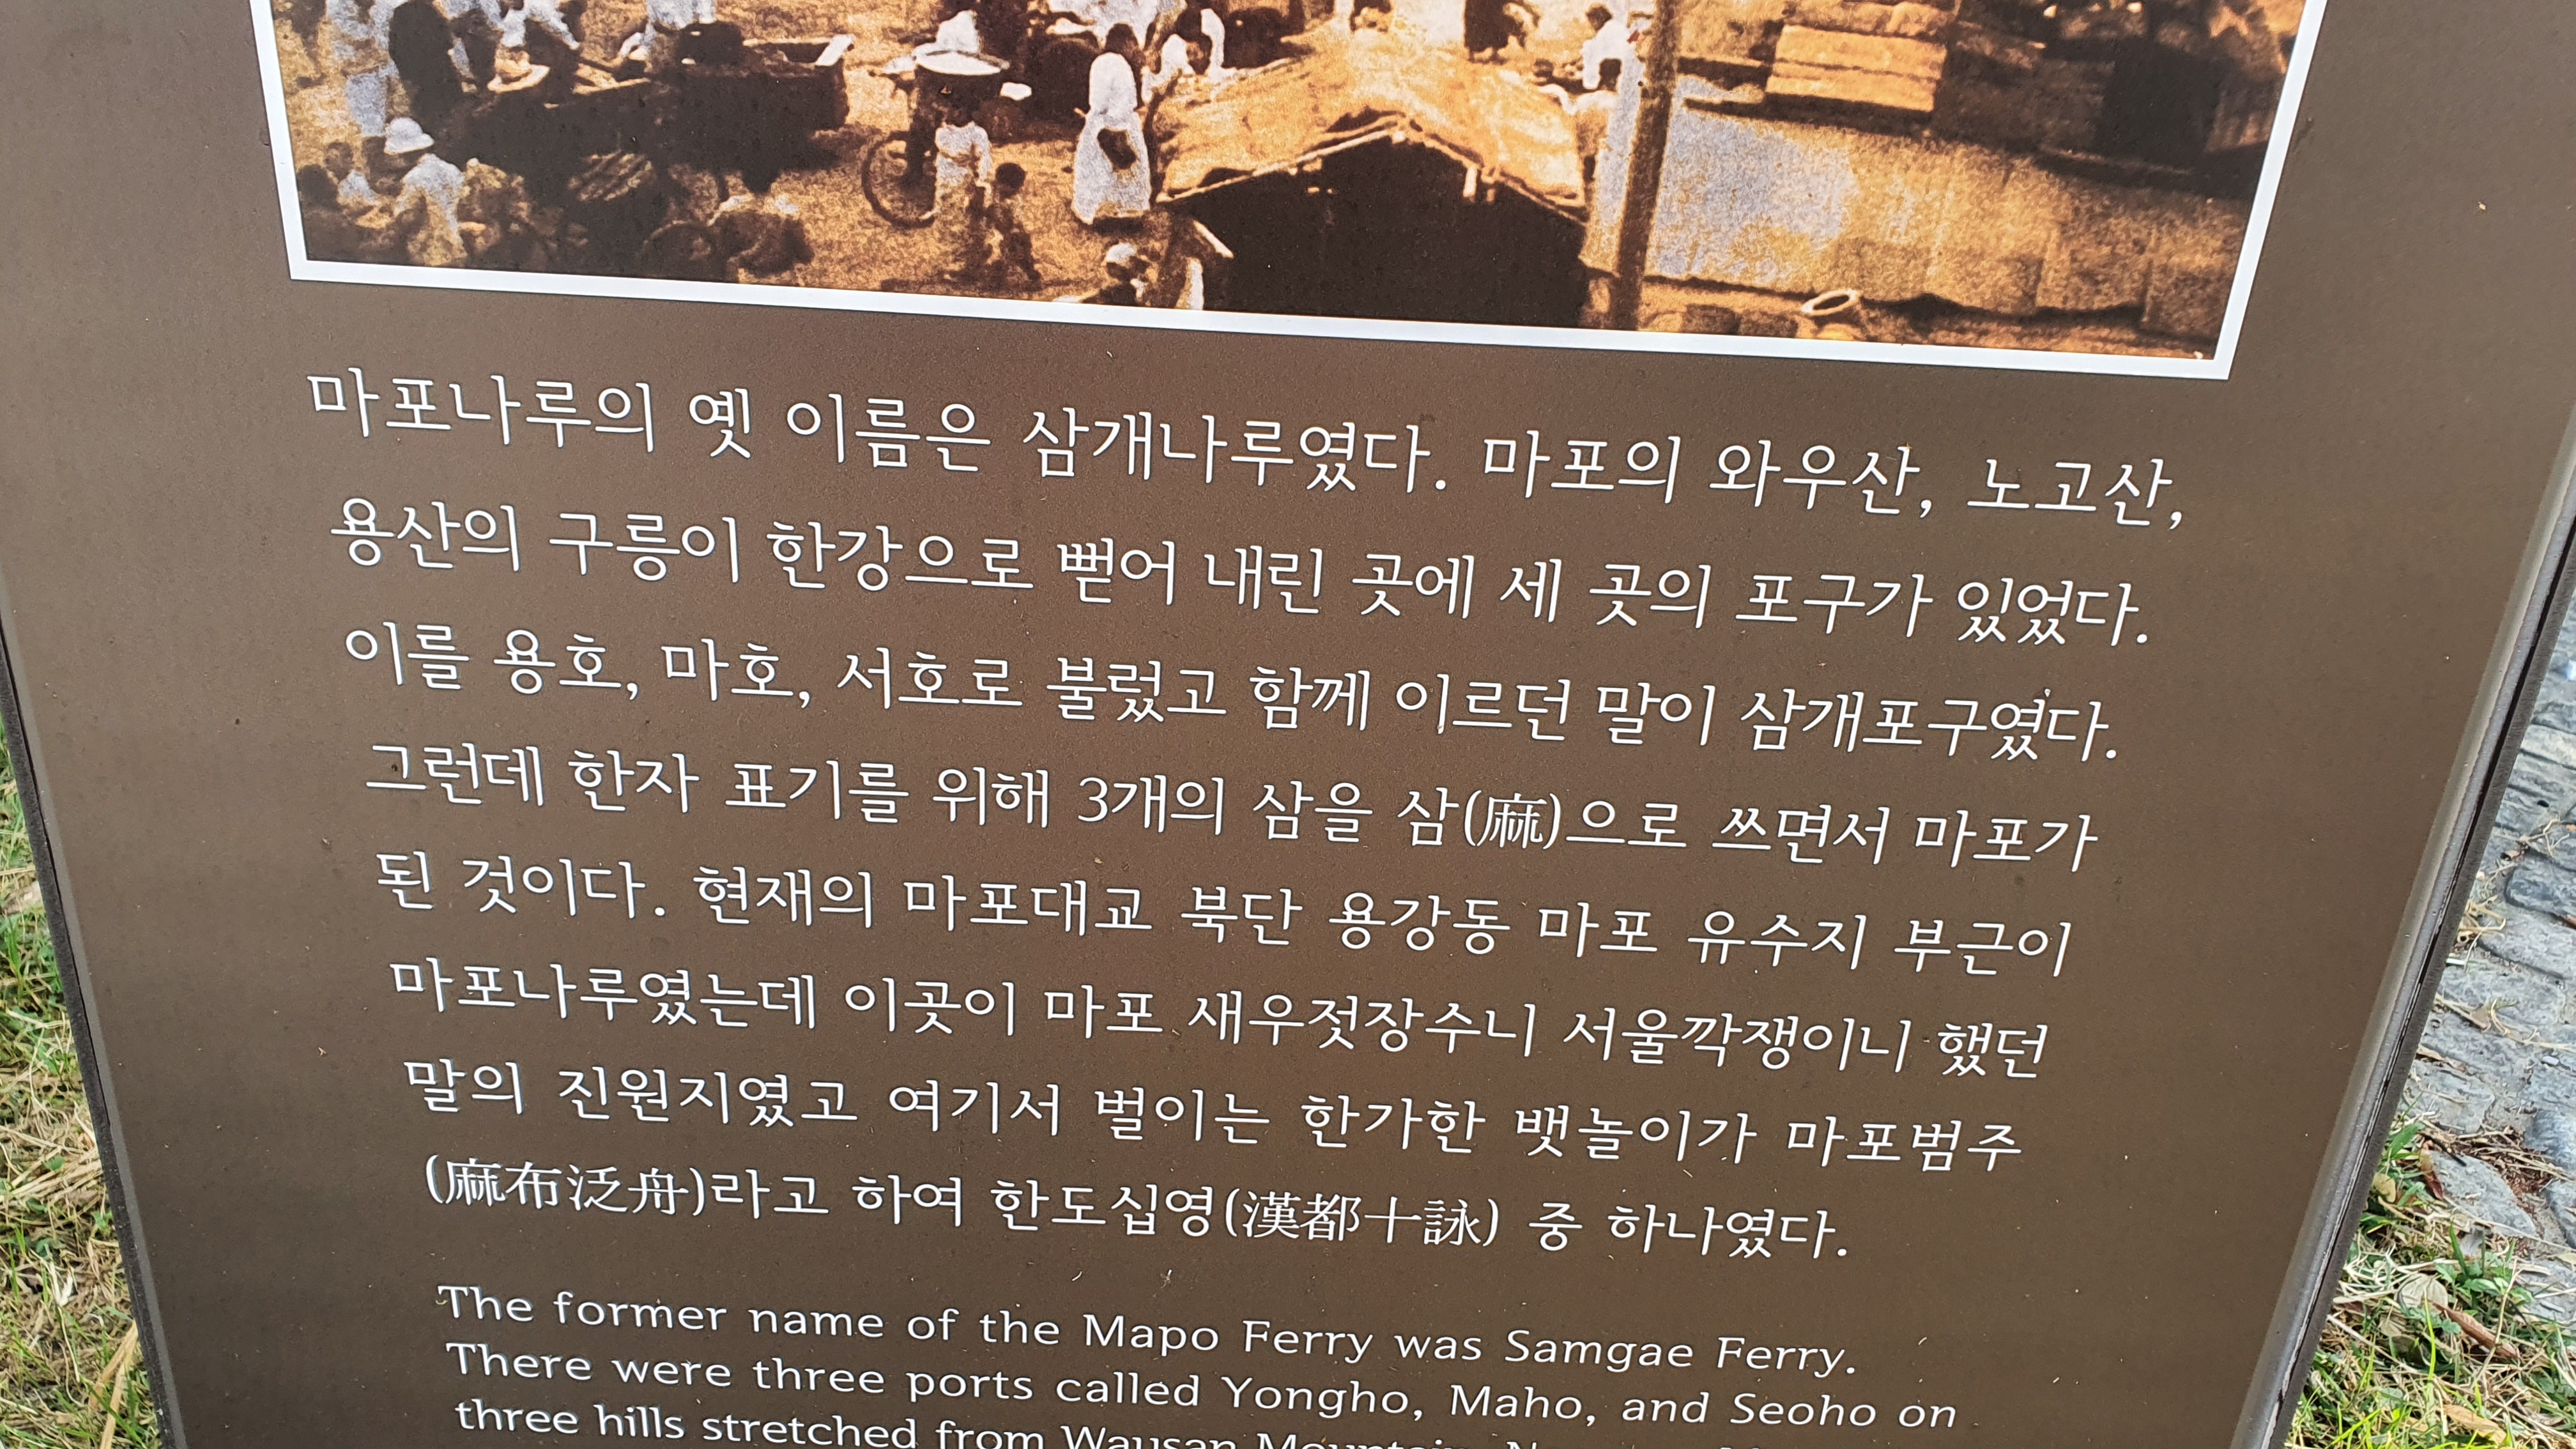 마포나루의 옛 이름은 삼개나루였다. 마포의 와우산, 노고산,
용산의 구릉이 한강으로 뻗어 내린 곳에 세 곳의 포구가 있었다.
이를 용호, 마호, 서호로 불렀고 함께 이르던 말이 삼개포구였다.
그런데 한자 표기를 위해 3개의 삼을 삼(麻)으로 쓰면서 마포가
된 것이다. 현재의 마포대교 북단 용강동 마포 유수지 부근이
마포나루였는데 이곳이 마포 새우젓장수니 서울깍쟁이니 했던
말의 진원지였고 여기서 벌이는 한가한 뱃놀이가 마포범주
(麻布泛舟)라고 하여 한도십영(漢都十詠) 중 하나였다.
The former name of the Mapo Ferry was Samgae Ferry.
There were three ports called Yongho, Maho, and Seoho on
three hills stretched from Wausan Mountain,